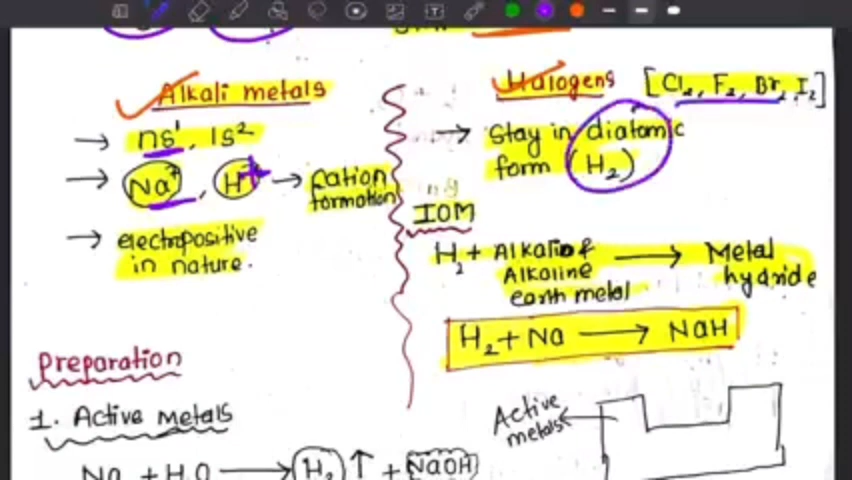 Alkali metals
→ ns¹, 1s²
→ Na⁺, H⁺ → Cation formation
→ electropositive
in nature.
Halogens [Cl₂, F₂, Br₂, I₂]
→ Stay in diatomic
form (H₂)
IOM
H₂ + Alkali & ⟶ Metal
Alkaline hydride
earth metal
H₂ + Na ⟶ NaH
Preparation
1. Active metals
Na + H₂O ⟶ H₂ ↑ + NaOH
Active
metals